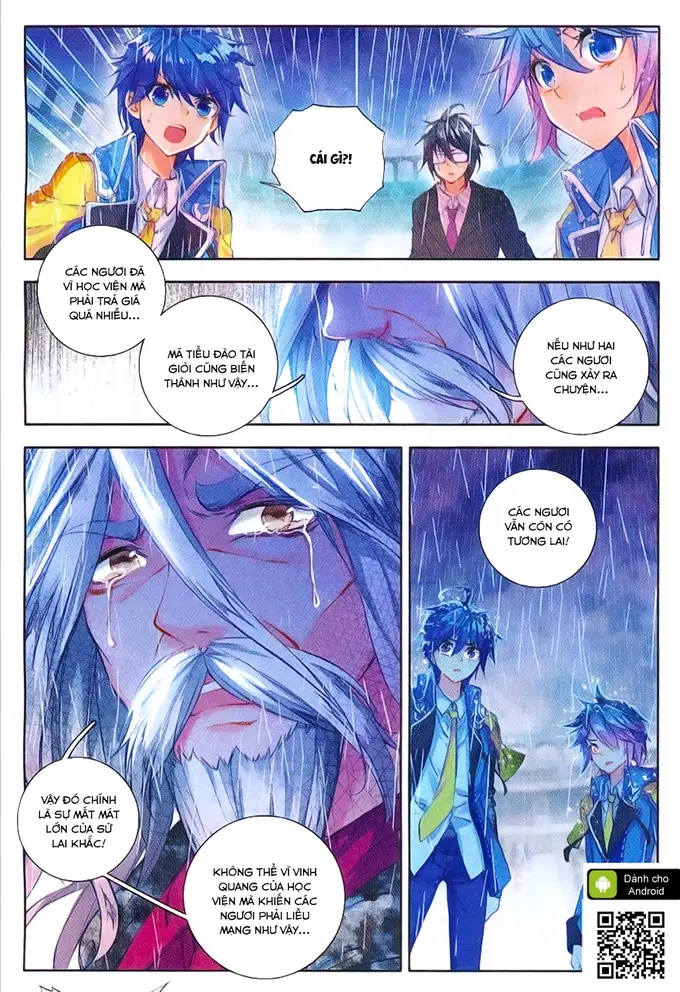 CÁI GÌ?!
CÁC NGƯƠI ĐÃ
VÌ HỌC VIỆN MÀ
PHẢI TRẢ GIÁ
QUÁ NHIỀU...
MÃ TIỂU ĐÀO TÀI
GIỎI CŨNG BIẾN
THÀNH NHƯ VẬY...
NẾU NHƯ HAI
CÁC NGƯƠI
CŨNG XẢY RA
CHUYỆN...
CÁC NGƯƠI
VẪN CÒN CÓ
TƯƠNG LAI!
VẬY ĐÓ CHÍNH
LÀ SỰ MẤT MÁT
LỚN CỦA SỬ
LAI KHẮC!
KHÔNG THỂ VÌ VINH
QUANG CỦA HỌC
VIỆN MÀ KHIẾN CÁC
NGƯƠI PHẢI LIỀU
MẠNG NHƯ VẬY...
Dành cho
Android